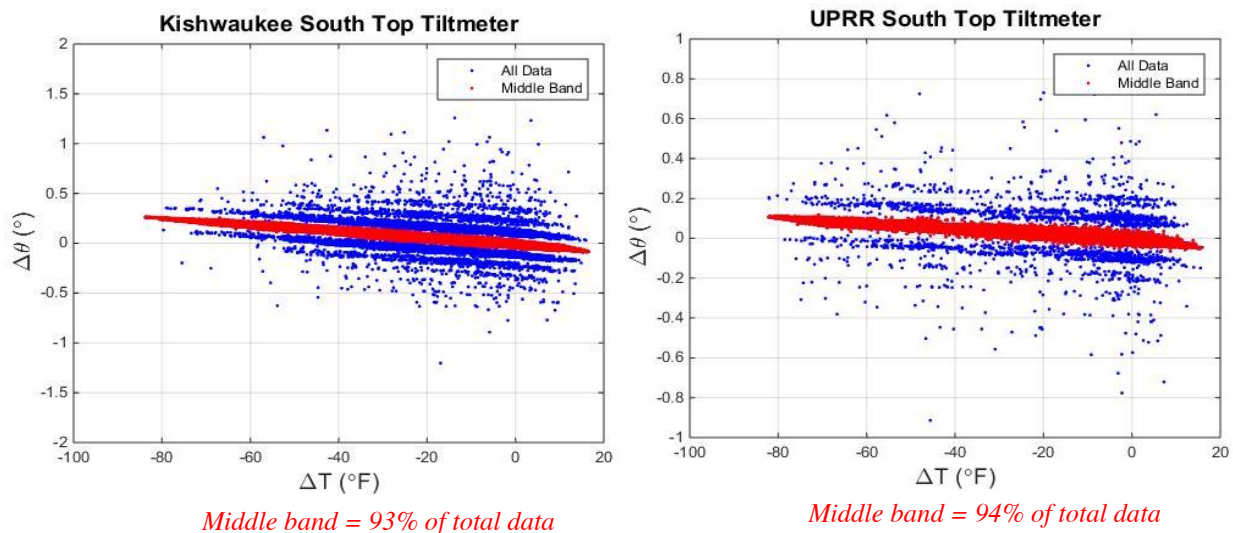 Kishwaukee South Top Tiltmeter
2
1.5
1
0.5
0
-0.5
-1
-1.5
-2
Δθ (°)
All Data
Middle Band
-100 -80 -60 -40 -20 0 20
ΔT (°F)
Middle band = 93% of total data
UPRR South Top Tiltmeter
1
0.8
0.6
0.4
0.2
0
-0.2
-0.4
-0.6
-0.8
-1
Δθ (°)
All Data
Middle Band
-100 -80 -60 -40 -20 -0 20
ΔT (°F)
Middle band = 94% of total data